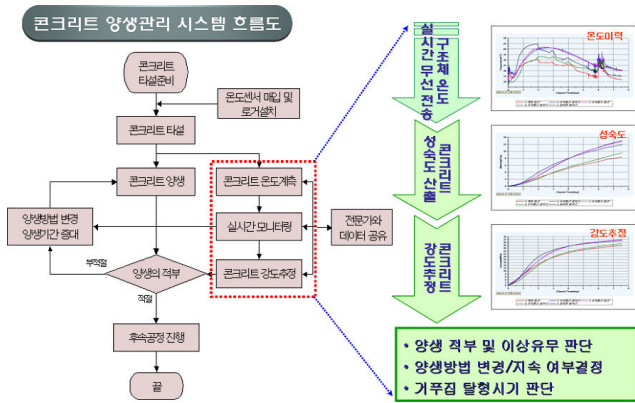 콘크리트 양생관리 시스템 흐름도
콘크리트
타설준비
온도센서 매입 및
로거설치
콘크리트 타설
콘크리트 양생
콘크리트 온도계측
양생방법 변경
양생기간 증대
실시간 모니터링
전문가와
데이터 공유
부적절
양생의 적부
콘크리트 강도추정
적절
후속공정 진행
끝
구조체 온도
실시간 무선 전송
콘크리트
성숙도 산출
콘크리트
강도추정
온도이력
성숙도
강도추정
• 양생 적부 및 이상유무 판단
• 양생방법 변경/지속 여부결정
• 거푸집 탈형시기 판단